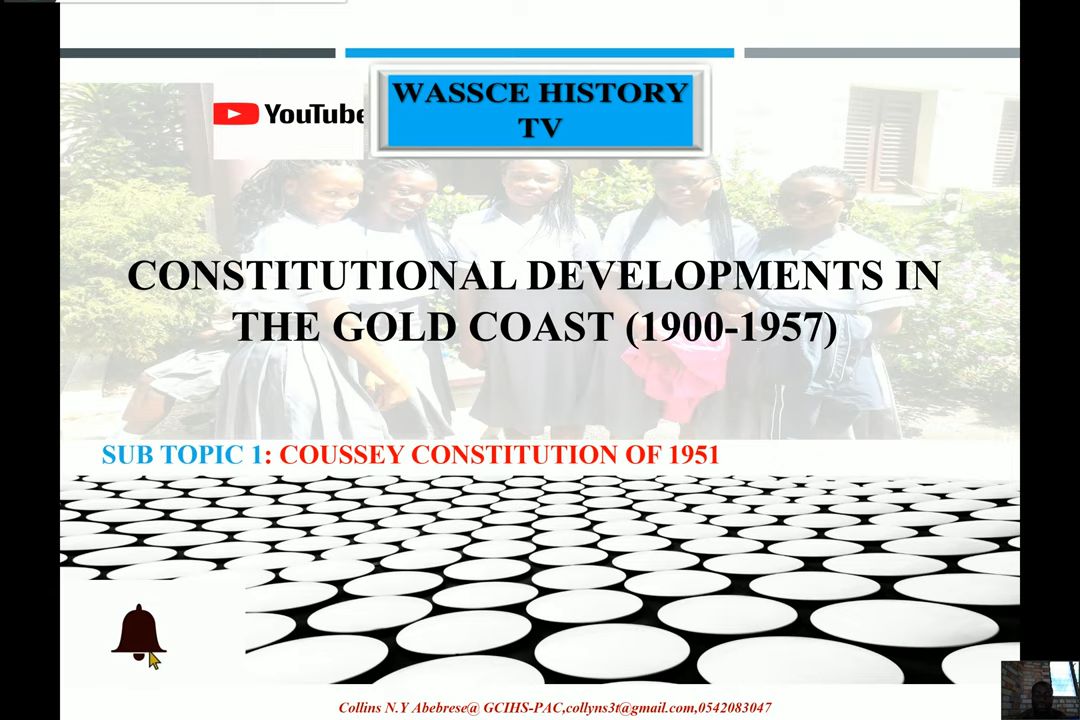 WASSCE HISTORY
TV
YouTube
CONSTITUTIONAL DEVELOPMENTS IN
THE GOLD COAST (1900-1957)
SUB TOPIC 1: COUSSEY CONSTITUTION OF 1951
Collins N.Y Abebrese@ GCIHS-PAC,collyns3t@gmail.com,0542083047